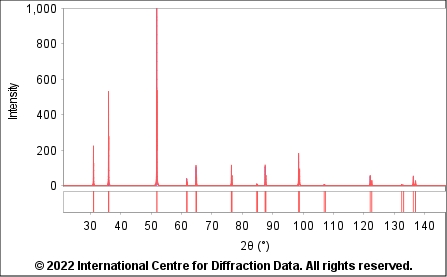 1,000
800
600
400
200
0
Intensity
30 40 50 60 70 80 90 100 110 120 130 140
2θ (°)
© 2022 International Centre for Diffraction Data. All rights reserved.